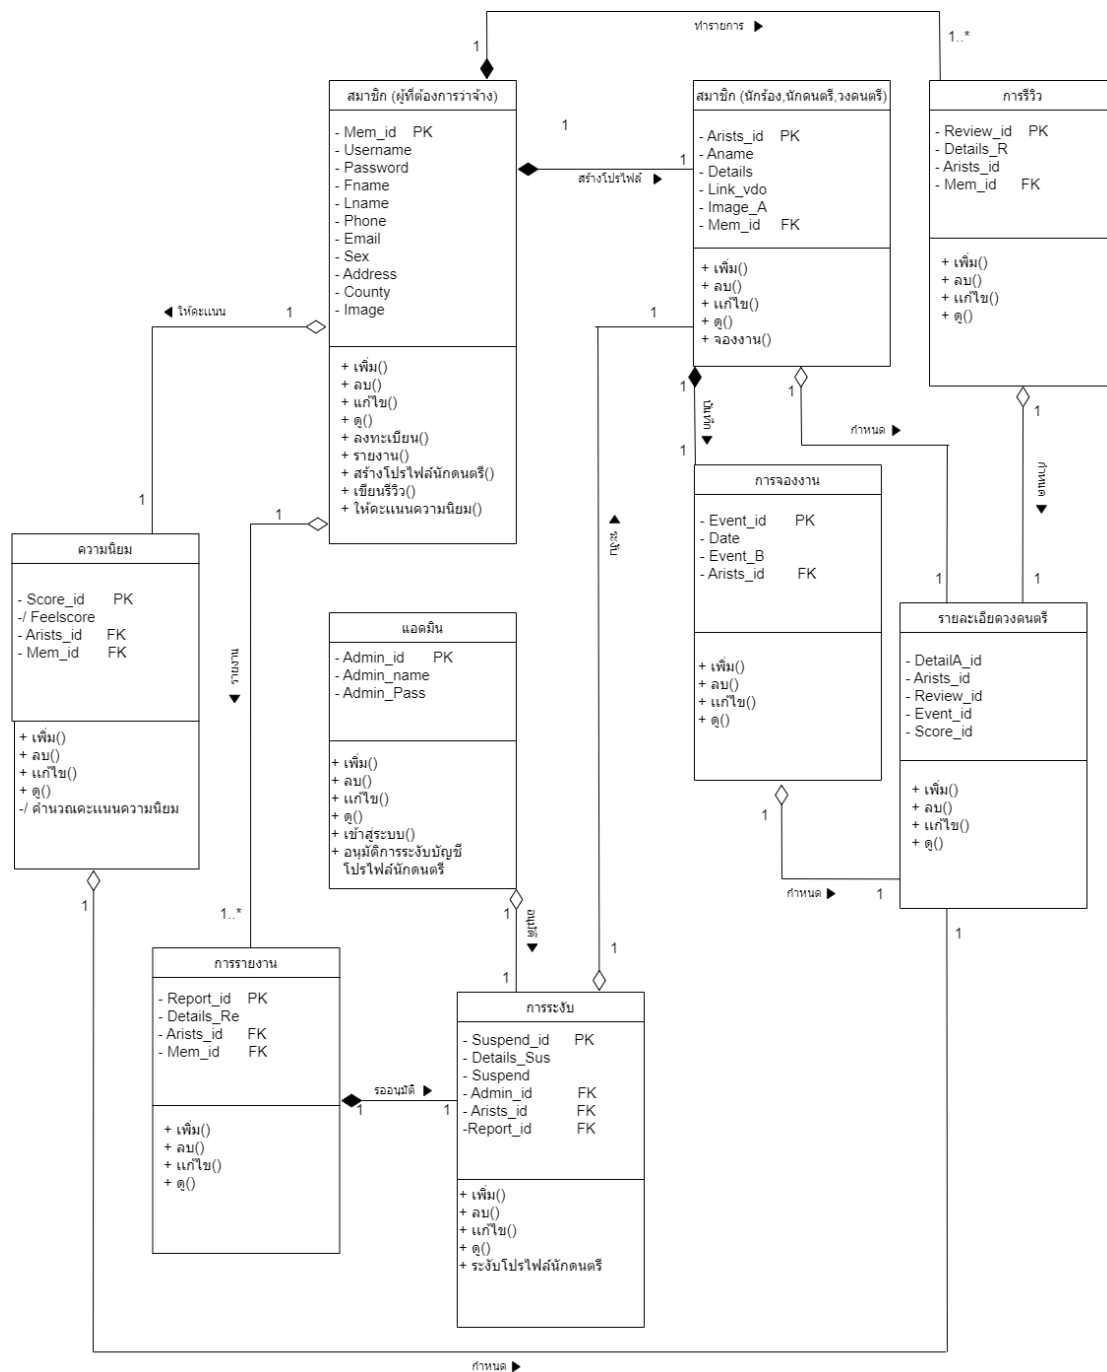 ทำรายการ
1
1..*
สมาชิก (ผู้ที่ต้องการว่าจ้าง)
- Mem_id PK
- Username
- Password
- Fname
- Lname
- Phone
- Email
- Sex
- Address
- County
- Image
+ เพิ่ม()
+ ลบ()
+ แก้ไข()
+ ดู()
+ ลงทะเบียน()
+ รายงาน()
+ สร้างโปรไฟล์นักดนตรี()
+ เขียนรีวิว()
+ ให้คะแนนความนิยม()
1
สร้างโปรไฟล์
1
สมาชิก (นักร้อง,นักดนตรี,วงดนตรี)
- Arists_id PK
- Aname
- Details
- Link_vdo
- Image_A
- Mem_id FK
+ เพิ่ม()
+ ลบ()
+ แก้ไข()
+ ดู()
+ จองงาน()
การรีวิว
- Review_id PK
- Details_R
- Arists_id
- Mem_id FK
+ เพิ่ม()
+ ลบ()
+ แก้ไข()
+ ดู()
ให้คะแนน
1
1
1
1
บันทึก
1
1
กำหนด
1
1
กำหนด
1
ความนิยม
- Score_id PK
-/ Feelscore
- Arists_id FK
- Mem_id FK
+ เพิ่ม()
+ ลบ()
+ แก้ไข()
+ ดู()
-/ คำนวณคะแนนความนิยม
1
รายงาน
1..*
แอดมิน
- Admin_id PK
- Admin_name
- Admin_Pass
+ เพิ่ม()
+ ลบ()
+ แก้ไข()
+ ดู()
+ เข้าสู่ระบบ()
+ อนุมัติการระงับบัญชี
โปรไฟล์นักดนตรี
ระงับ
1
การจองงาน
- Event_id PK
- Date
- Event_B
- Arists_id FK
+ เพิ่ม()
+ ลบ()
+ แก้ไข()
+ ดู()
รายละเอียดวงดนตรี
- DetailA_id
- Arists_id
- Review_id
- Event_id
- Score_id
+ เพิ่ม()
+ ลบ()
+ แก้ไข()
+ ดู()
1
กำหนด
1
1
1
1
อนุมัติ
1
การรายงาน
- Report_id PK
- Details_Re
- Arists_id FK
- Mem_id FK
+ เพิ่ม()
+ ลบ()
+ แก้ไข()
+ ดู()
รออนุมัติ
1
1
การระงับ
- Suspend_id PK
- Details_Sus
- Suspend
- Admin_id FK
- Arists_id FK
-Report_id FK
+ เพิ่ม()
+ ลบ()
+ แก้ไข()
+ ดู()
+ ระงับโปรไฟล์นักดนตรี
กำหนด